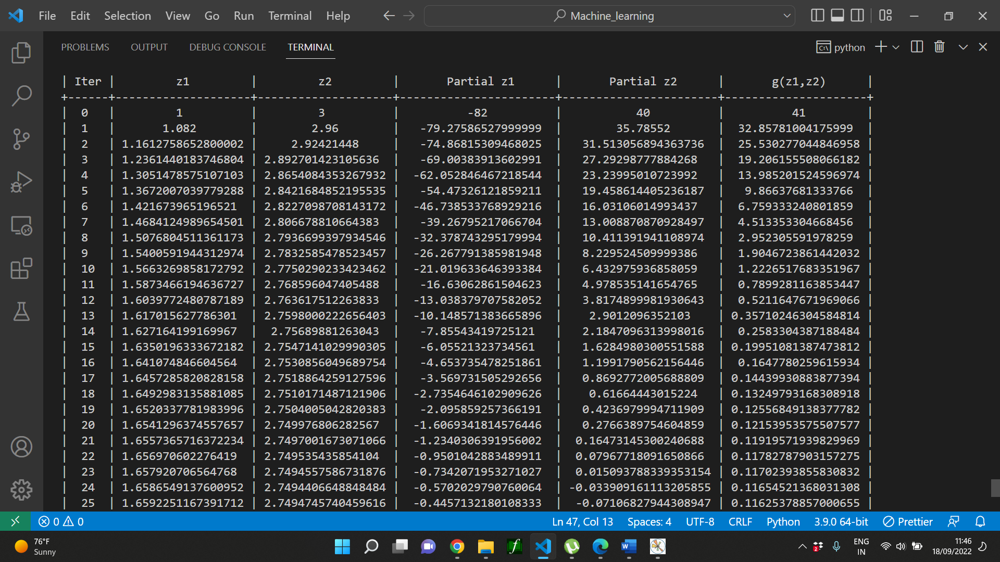 File Edit Selection View Go Run Terminal Help Machine_learning
PROBLEMS OUTPUT DEBUG CONSOLE TERMINAL python
| Iter | z1 | z2 | Partial z1 | Partial z2 | g(z1,z2) |
+------+--------------------+--------------------+-----------------------+-----------------------+---------------------+
| 0 | 1 | 3 | -82 | 40 | 41 |
| 1 | 1.082 | 2.96 | -79.27586527999999 | 35.78552 | 32.85781004175999 |
| 2 | 1.1612758652800002 | 2.92421448 | -74.86815309468025 | 31.513056894363736 | 25.530277044846958 |
| 3 | 1.2361440183746804 | 2.892701423105636 | -69.00383913602991 | 27.29298777884268 | 19.206155508066182 |
| 4 | 1.3051478575107103 | 2.8654084353267932 | -62.052846467218544 | 23.23995010723992 | 13.985201524596974 |
| 5 | 1.3672007039779288 | 2.8421684852195535 | -54.47326121859211 | 19.458614405236187 | 9.86637681333766 |
| 6 | 1.421673965196521 | 2.8227098708143172 | -46.738533768929216 | 16.03106014993437 | 6.759333240801859 |
| 7 | 1.4684124989654501 | 2.806678810664383 | -39.26795217066704 | 13.008870870928497 | 4.513353304668456 |
| 8 | 1.5076804511361173 | 2.7936699397934546 | -32.378743295179994 | 10.411391941108974 | 2.952305591978259 |
| 9 | 1.5400591944312974 | 2.7832585478523457 | -26.267791385981948 | 8.229524509999386 | 1.9046723861442032 |
| 10 | 1.5663269858172792 | 2.7750290233423462 | -21.019633646393384 | 6.432975936858059 | 1.2226517683351967 |
| 11 | 1.5873466194636727 | 2.768596047405488 | -16.63062861504623 | 4.978535141654765 | 0.7899281163853447 |
| 12 | 1.6039772480787189 | 2.763617512263833 | -13.038379707582052 | 3.8174899981930643 | 0.5211647671969066 |
| 13 | 1.617015627786301 | 2.7598000222656403 | -10.148571383665896 | 2.9012096352103 | 0.35710246304584814 |
| 14 | 1.627164199169967 | 2.75689881263043 | -7.85543419725121 | 2.1847096313998016 | 0.2583304387188484 |
| 15 | 1.6350196333672182 | 2.7547141029990305 | -6.05521323734561 | 1.6284980300551588 | 0.19951081387473812 |
| 16 | 1.641074846604564 | 2.7530856049689754 | -4.653735478251861 | 1.1991790562156446 | 0.1647780259615934 |
| 17 | 1.6457285820828158 | 2.7518864259127596 | -3.569731505292656 | 0.8692772005688809 | 0.14439930883877394 |
| 18 | 1.6492983135881085 | 2.7510171487121906 | -2.7354646102909626 | 0.61664443015224 | 0.13249793168308918 |
| 19 | 1.6520337781983996 | 2.7504005042820383 | -2.095859257366191 | 0.4236979994711909 | 0.12556849138377782 |
| 20 | 1.6541296374557657 | 2.749976806282567 | -1.6069341814576446 | 0.2766389754604859 | 0.12153953575507577 |
| 21 | 1.6557365716372234 | 2.7497001673071066 | -1.2340306391956002 | 0.16473145300240688 | 0.11919571939829969 |
| 22 | 1.656970602276419 | 2.749535435854104 | -0.9501042883489911 | 0.07967718091650866 | 0.11782787903157275 |
| 23 | 1.657920706564768 | 2.7494557586731876 | -0.7342071953271027 | 0.015093788339353154 | 0.11702393855830832 |
| 24 | 1.6586549137600952 | 2.7494406648848484 | -0.5702029790760064 | -0.033909161113205855 | 0.11654521368031308 |
| 25 | 1.6592251167391712 | 2.7494745740459616 | -0.4457132180108333 | -0.07106827944308947 | 0.11625378857000655 |
0 0 Ln 47, Col 13 Spaces: 4 UTF-8 CRLF Python 3.9.0 64-bit Prettier
76°F
Sunny
2
ENG
IN
11:46
18/09/2022